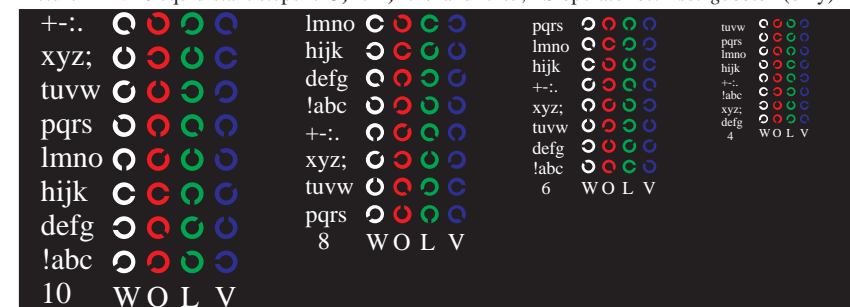 +-:.
xyz;
tuvw
pqrs
lmno
hijk
defg
!abc
10 W O L V
lmno
hijk
defg
!abc
+-:.
xyz;
tuvw
pqrs
8 W O L V
pqrs
lmno
hijk
+-:.
xyz;
tuvw
defg
!abc
6 W O L V
tuvw
pqrs
lmno
hijk
+-:.
!abc
xyz;
defg
4 W O L V